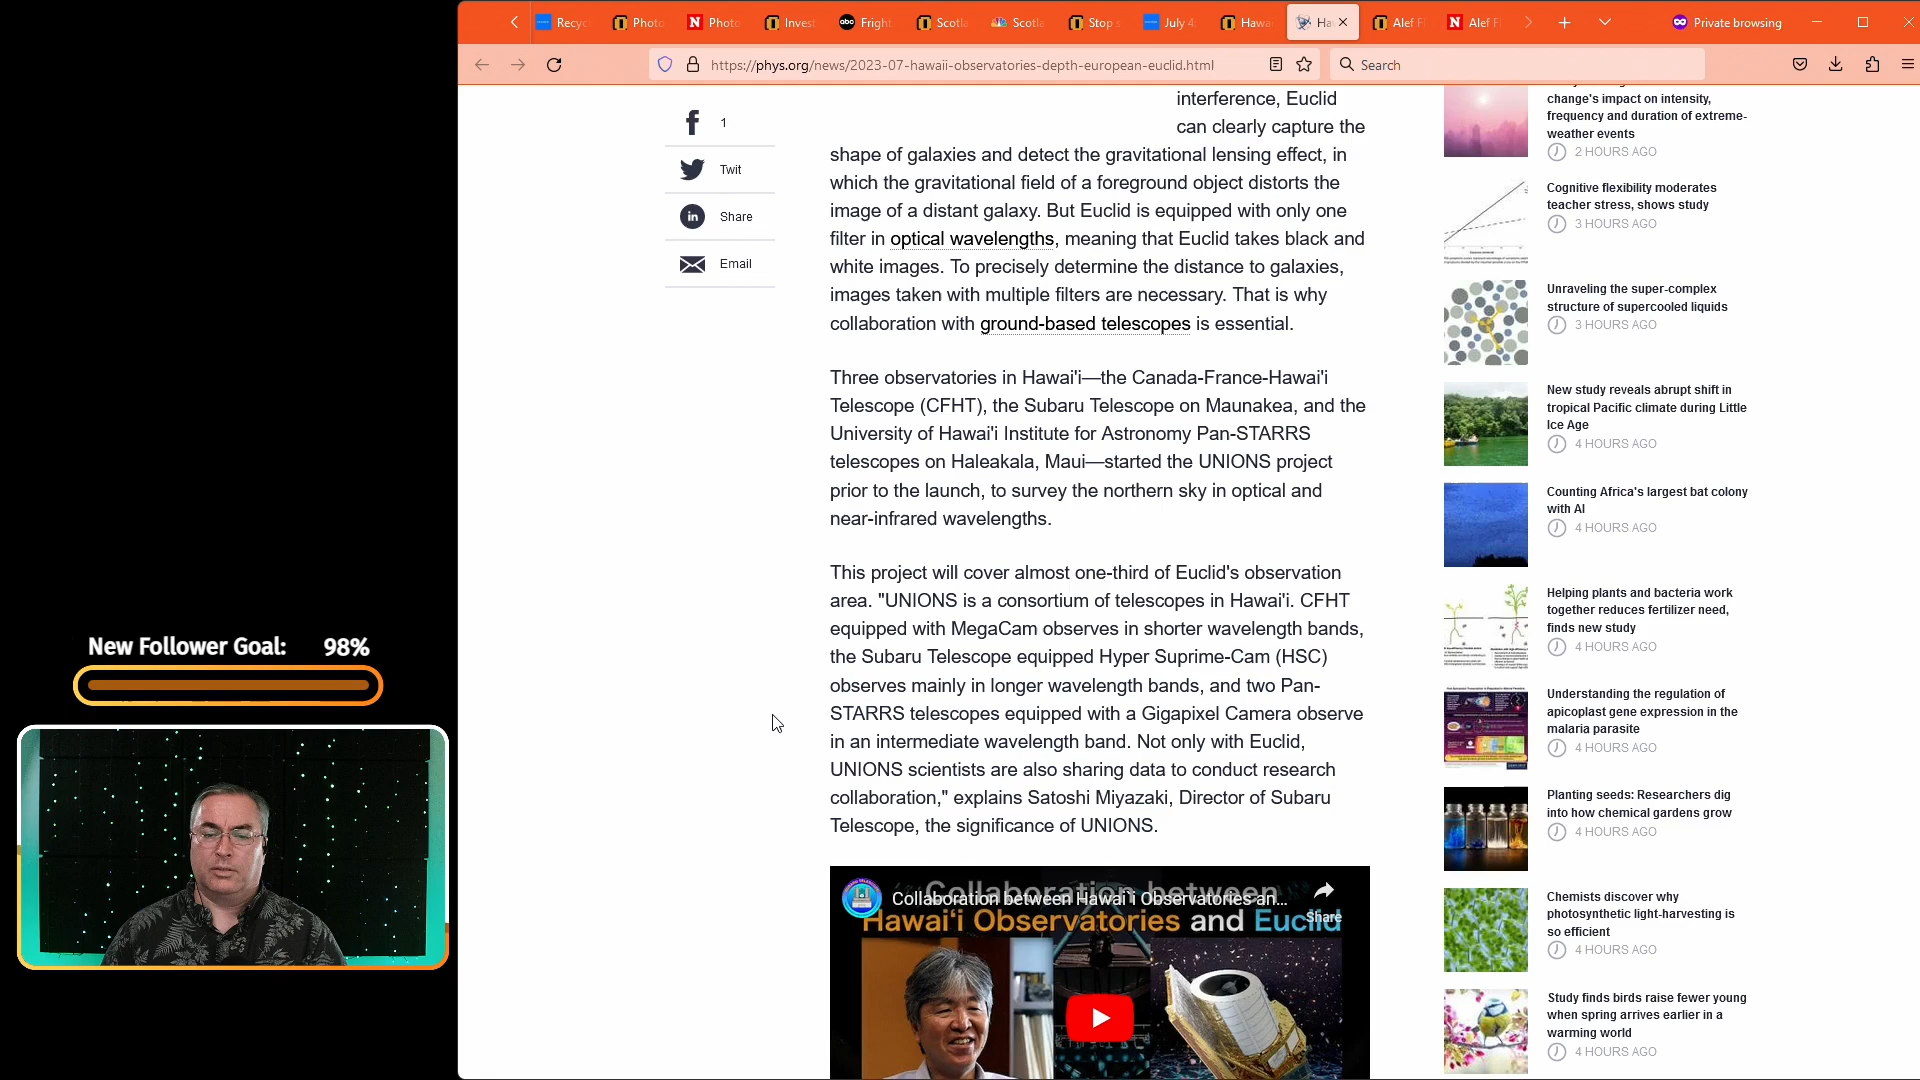 Recyc
Photo
Photo
Invest
Fright
Scotla
Scotla
Stop s
July 4
Hawa
Ha
Alef F
Alef F
Private browsing
https://phys.org/news/2023-07-hawaii-observatories-depth-european-euclid.html
Search
1
Twit
Share
Email
interference, Euclid
can clearly capture the
shape of galaxies and detect the gravitational lensing effect, in
which the gravitational field of a foreground object distorts the
image of a distant galaxy. But Euclid is equipped with only one
filter in optical wavelengths, meaning that Euclid takes black and
white images. To precisely determine the distance to galaxies,
images taken with multiple filters are necessary. That is why
collaboration with ground-based telescopes is essential.
Three observatories in Hawai'i—the Canada-France-Hawai'i
Telescope (CFHT), the Subaru Telescope on Maunakea, and the
University of Hawai'i Institute for Astronomy Pan-STARRS
telescopes on Haleakala, Maui—started the UNIONS project
prior to the launch, to survey the northern sky in optical and
near-infrared wavelengths.
This project will cover almost one-third of Euclid's observation
area. "UNIONS is a consortium of telescopes in Hawai'i. CFHT
equipped with MegaCam observes in shorter wavelength bands,
the Subaru Telescope equipped Hyper Suprime-Cam (HSC)
observes mainly in longer wavelength bands, and two Pan-
STARRS telescopes equipped with a Gigapixel Camera observe
in an intermediate wavelength band. Not only with Euclid,
UNIONS scientists are also sharing data to conduct research
collaboration," explains Satoshi Miyazaki, Director of Subaru
Telescope, the significance of UNIONS.
Collaboration between
Collaboration between Hawai`i Observatories an...
Share
Hawai'i Observatories and Euclid
change's impact on intensity,
frequency and duration of extreme-
weather events
2 HOURS AGO
Cognitive flexibility moderates
teacher stress, shows study
3 HOURS AGO
Unraveling the super-complex
structure of supercooled liquids
3 HOURS AGO
New study reveals abrupt shift in
tropical Pacific climate during Little
Ice Age
4 HOURS AGO
Counting Africa's largest bat colony
with AI
4 HOURS AGO
Helping plants and bacteria work
together reduces fertilizer need,
finds new study
4 HOURS AGO
Understanding the regulation of
apicoplast gene expression in the
malaria parasite
4 HOURS AGO
Planting seeds: Researchers dig
into how chemical gardens grow
4 HOURS AGO
Chemists discover why
photosynthetic light-harvesting is
so efficient
4 HOURS AGO
Study finds birds raise fewer young
when spring arrives earlier in a
warming world
4 HOURS AGO
New Follower Goal: 98%